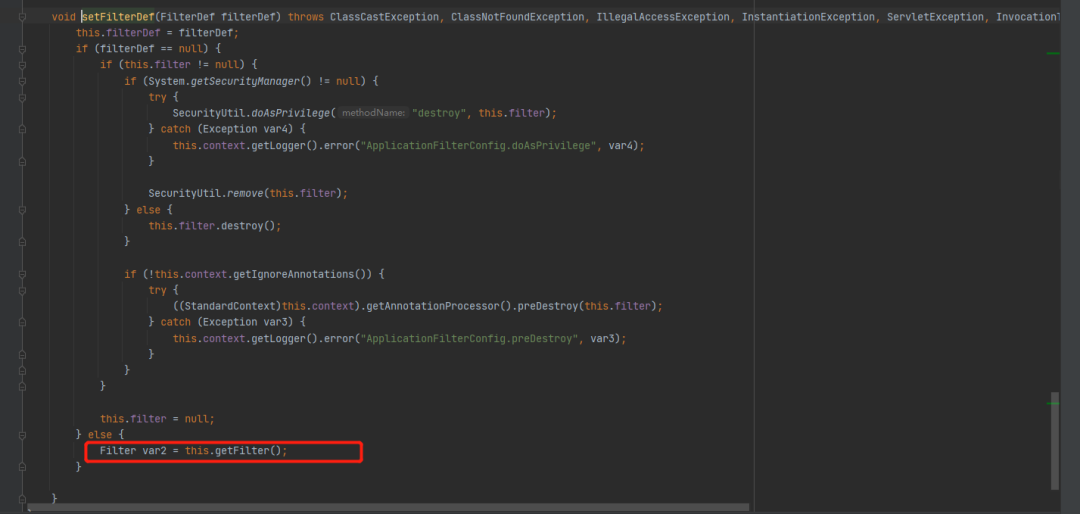 void setFilterDef(FilterDef filterDef) throws ClassCastException, ClassNotFoundException, IllegalAccessException, InstantiationException, ServletException, Invocation
this.filterDef = filterDef;
if (filterDef == null) {
if (this.filter != null) {
if (System.getSecurityManager() != null) {
try {
SecurityUtil.doAsPrivilege( methodName: "destroy", this.filter);
} catch (Exception var4) {
this.context.getLogger().error("ApplicationFilterConfig.doAsPrivilege", var4);
}
SecurityUtil.remove(this.filter);
} else {
this.filter.destroy();
}
if (!this.context.getIgnoreAnnotations()) {
try {
((StandardContext)this.context).getAnnotationProcessor().preDestroy(this.filter);
} catch (Exception var3) {
this.context.getLogger().error("ApplicationFilterConfig.preDestroy", var3);
}
}
}
this.filter = null;
} else {
Filter var2 = this.getFilter();
}
}